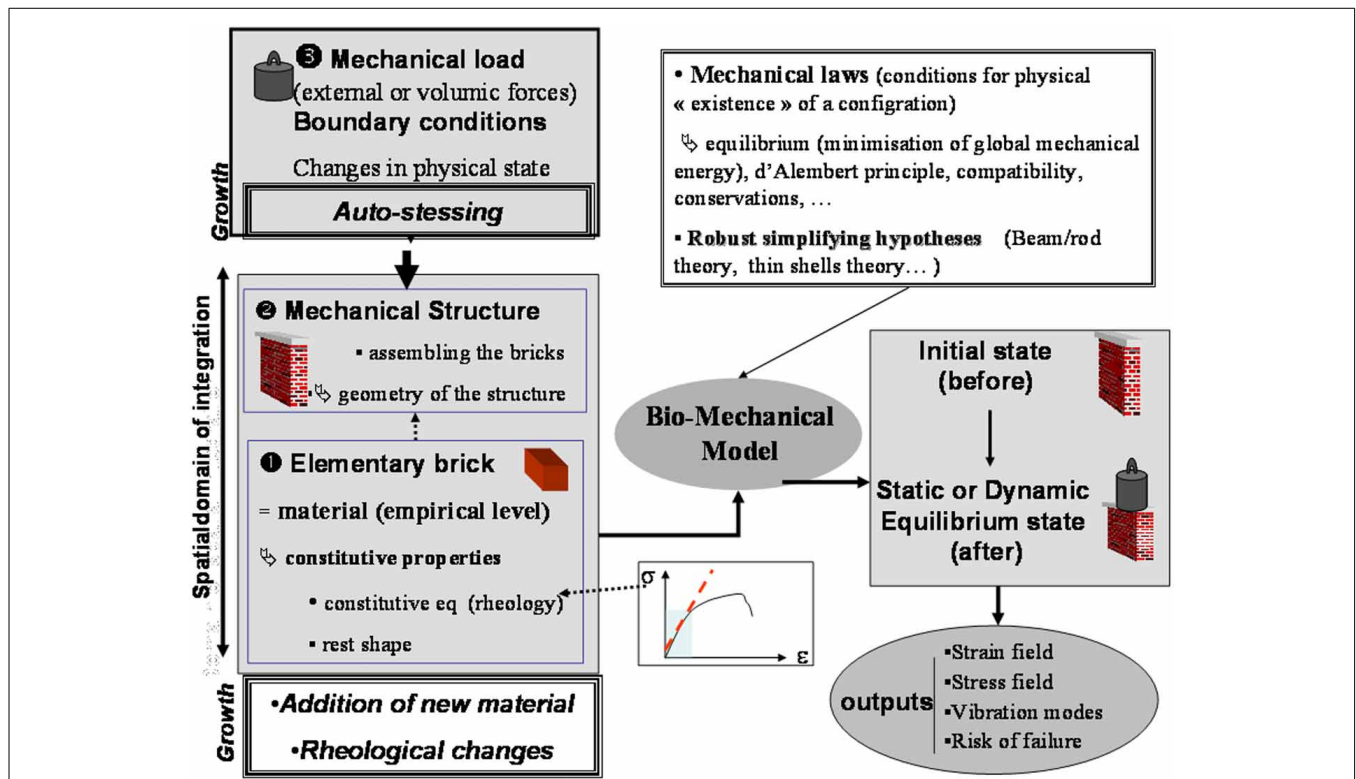 ❸ Mechanical load
(external or volumic forces)
Boundary conditions
Changes in physical state
Growth
Auto-stessing
Spatialdomain of integration
❷ Mechanical Structure
▪ assembling the bricks
▪ ↳ geometry of the structure
❶ Elementary brick
= material (empirical level)
↳ constitutive properties
▪ constitutive eq (rheology)
▪ rest shape
Growth
•Addition of new material
•Rheological changes
• Mechanical laws (conditions for physical
« existence » of a configration)
↳ equilibrium (minimisation of global mechanical
energy), d’Alembert principle, compatibility,
conservations, …
▪ Robust simplifying hypotheses (Beam/rod
theory, thin shells theory… )
Bio-Mechanical
Model
σ
ε
Initial state
(before)
Static or Dynamic
Equilibrium state
(after)
outputs
▪Strain field
▪Stress field
▪Vibration modes
▪Risk of failure